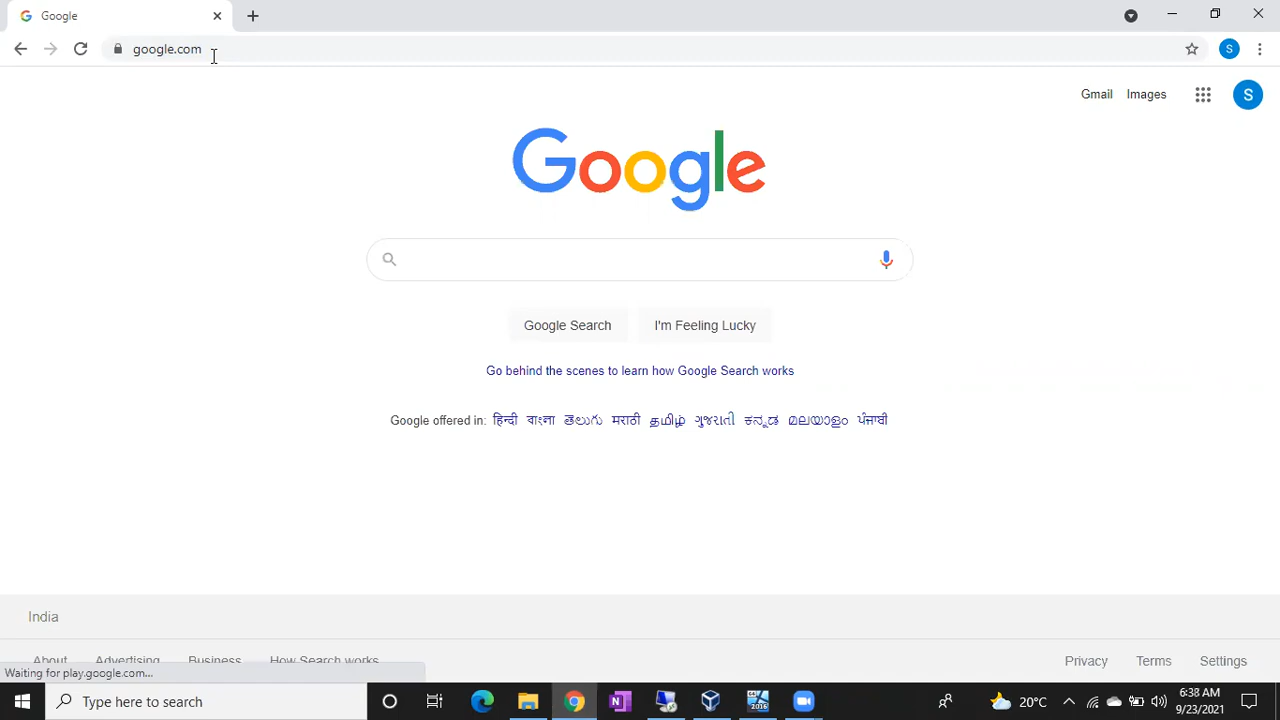 Google
google.com
S
Gmail Images S
Google
Google Search I'm Feeling Lucky
Go behind the scenes to learn how Google Search works
Google offered in: हिन्दी বাংলা తెలుగు मराठी தமிழ் ગુજરાતી ಕನ್ನಡ മലയാളം ਪੰਜਾਬੀ
India
About Advertising Business How Search works Privacy Terms Settings
Waiting for play.google.com...
Type here to search 2016 20°C 6:38 AM
9/23/2021